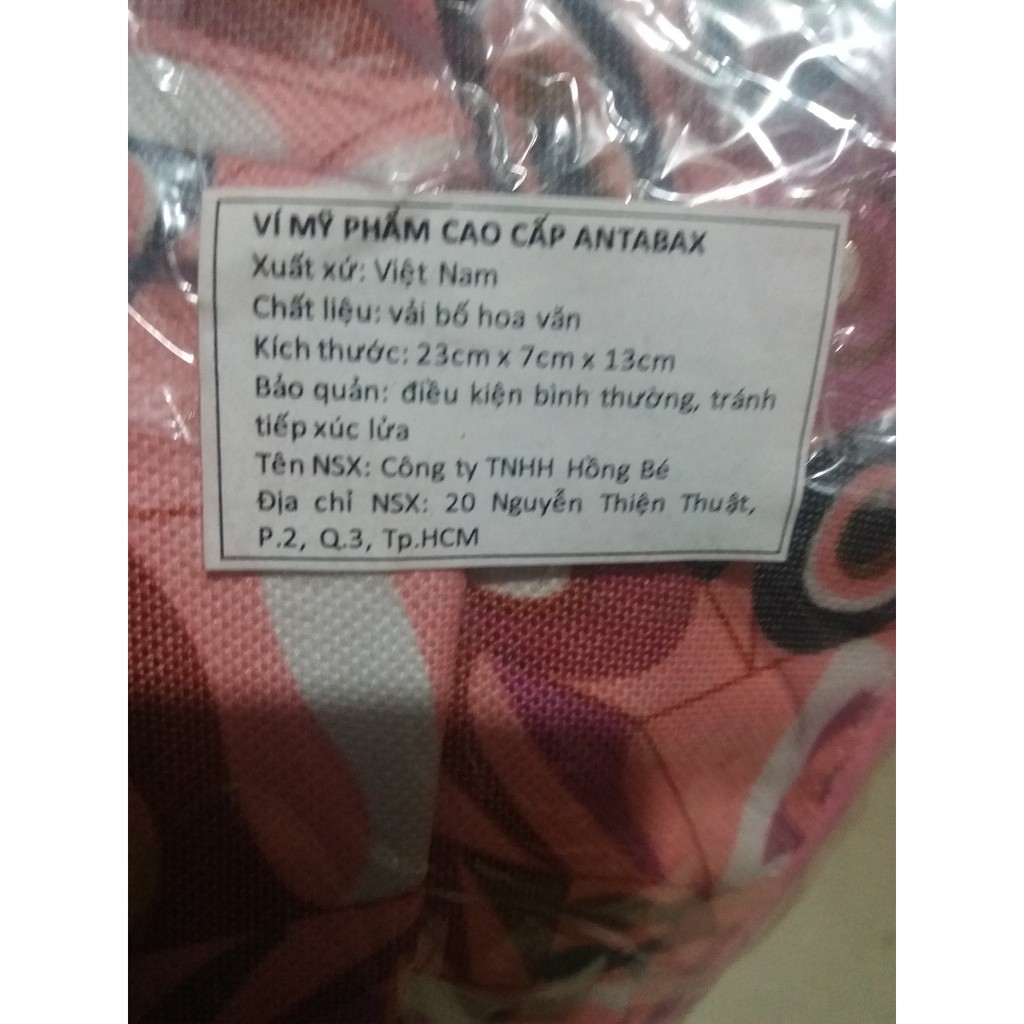 VÍ MỸ PHẨM CAO CẤP ANTABAX
Xuất xứ: Việt Nam
Chất liệu: vải bố hoa văn
Kích thước: 23cm x 7cm x 13cm
Bảo quản: điều kiện bình thường, tránh
tiếp xúc lửa
Tên NSX: Công ty TNHH Hồng Bé
Địa chỉ NSX: 20 Nguyễn Thiện Thuật,
P.2, Q.3, Tp.HCM